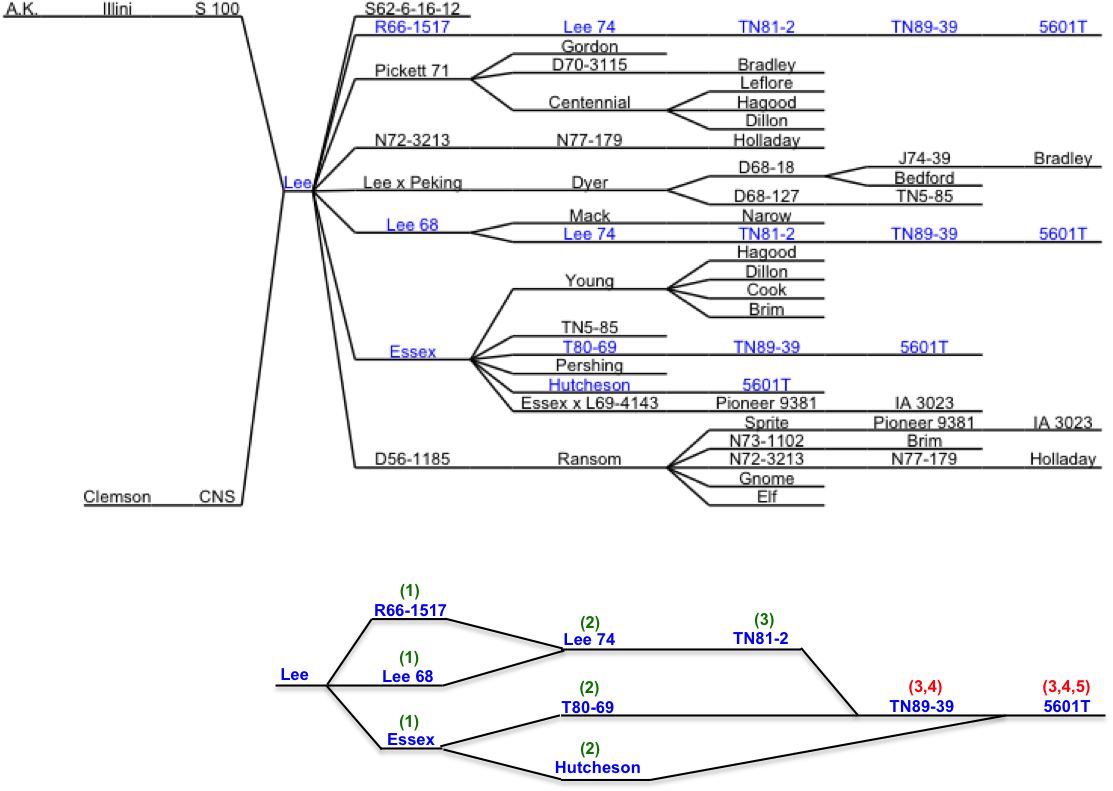 A.K. Illini S 100 S62-6-16-12
R66-1517 Lee 74 TN81-2 TN89-39 5601T
Gordon
Pickett 71 D70-3115 Bradley
Leflore
Centennial Hagood
Dillon
N72-3213 N77-179 Holladay
J74-39 Bradley
D68-18
Lee Lee x Peking Dyer Bedford
D68-127 TN5-85
Mack Narow
Lee 68 Lee 74 TN81-2 TN89-39 5601T
Hagood
Young Dillon
Cook
Brim
TN5-85
Essex T80-69 TN89-39 5601T
Pershing
Hutcheson 5601T
Essex x L69-4143 Pioneer 9381 IA 3023
Sprite Pioneer 9381 IA 3023
N73-1102 Brim
D56-1185 Ransom N72-3213 N77-179 Holladay
Gnome
Clemson CNS Elf
(1)
R66-1517
(2) (3)
Lee 74 TN81-2
(1)
Lee Lee 68
(2) (3,4) (3,4,5)
T80-69 TN89-39 5601T
(1)
Essex
(2)
Hutcheson